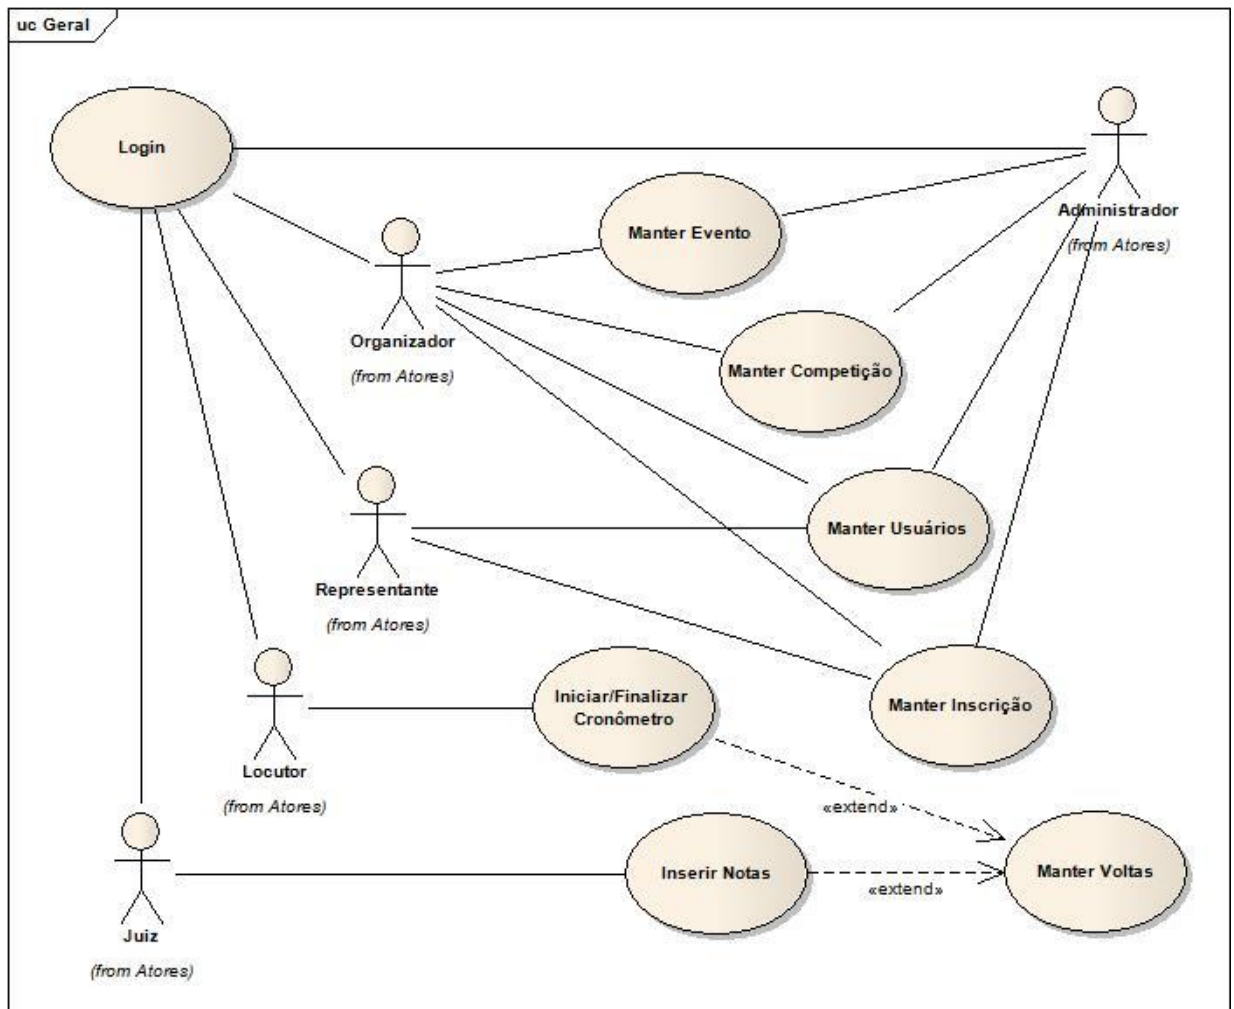 uc Geral
Login
Administrador
(from Atores)
Manter Evento
Organizador
(from Atores)
Manter Competição
Manter Usuários
Representante
(from Atores)
Iniciar/Finalizar
Cronômetro
Manter Inscrição
Locutor
(from Atores)
«extend»
Inserir Notas
Manter Voltas
«extend»
Juiz
(from Atores)